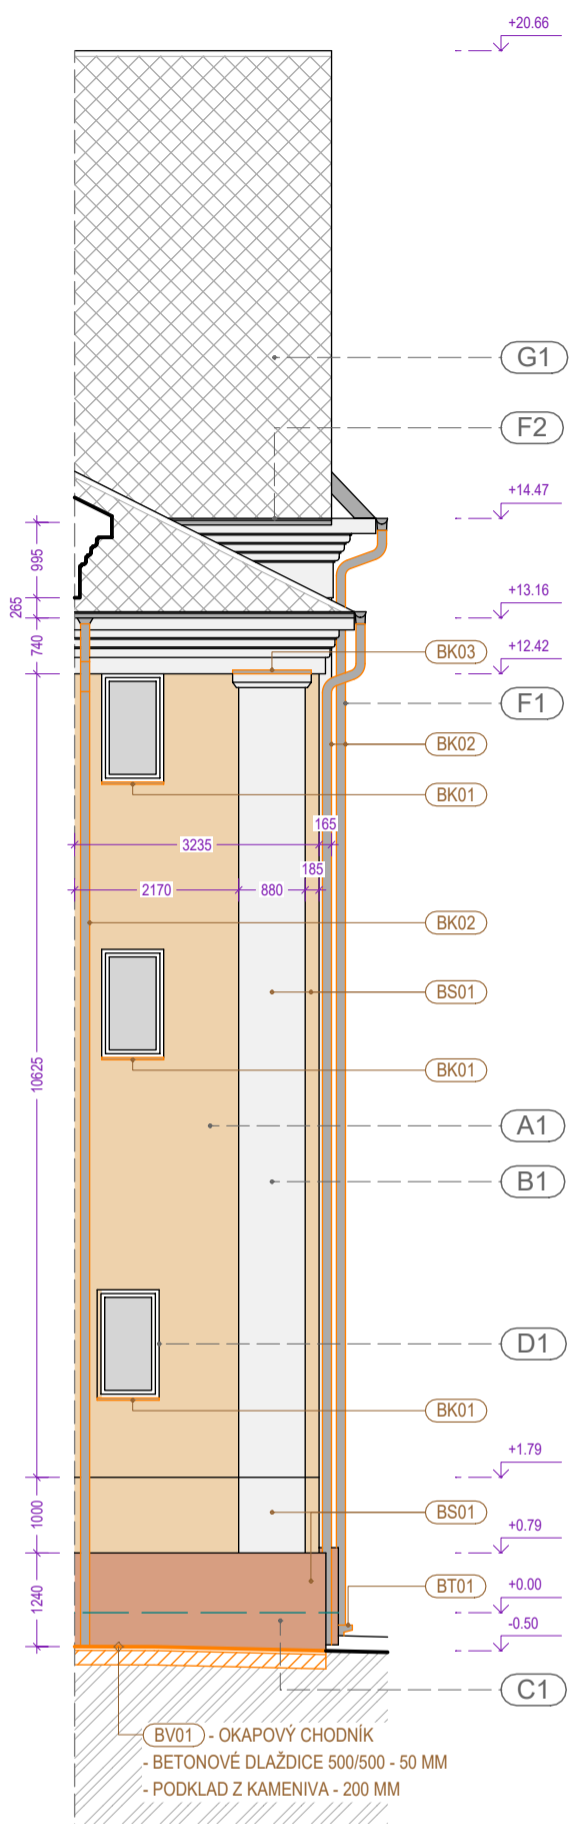 +20.66
G1
F2
+14.47
995
265
+13.16
740
+12.42
BK03
F1
BK02
BK01
165
3235
185
2170
880
BK02
BS01
10625
BK01
A1
B1
D1
BK01
+1.79
1000
BS01
+0.79
1240
BT01
+0.00
-0.50
C1
BV01 - OKAPOVÝ CHODNÍK
- BETONOVÉ DLAŽDICE 500/500 - 50 MM
- PODKLAD Z KAMENIVA - 200 MM